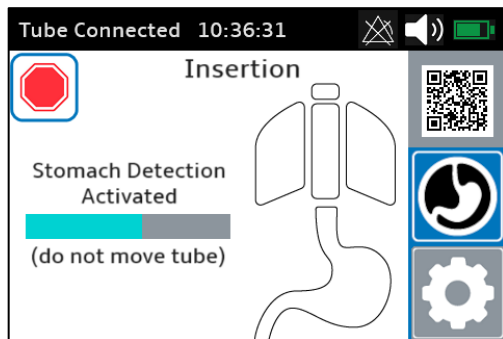 Tube Connected 10:36:31
Insertion
Stomach Detection
Activated
(do not move tube)